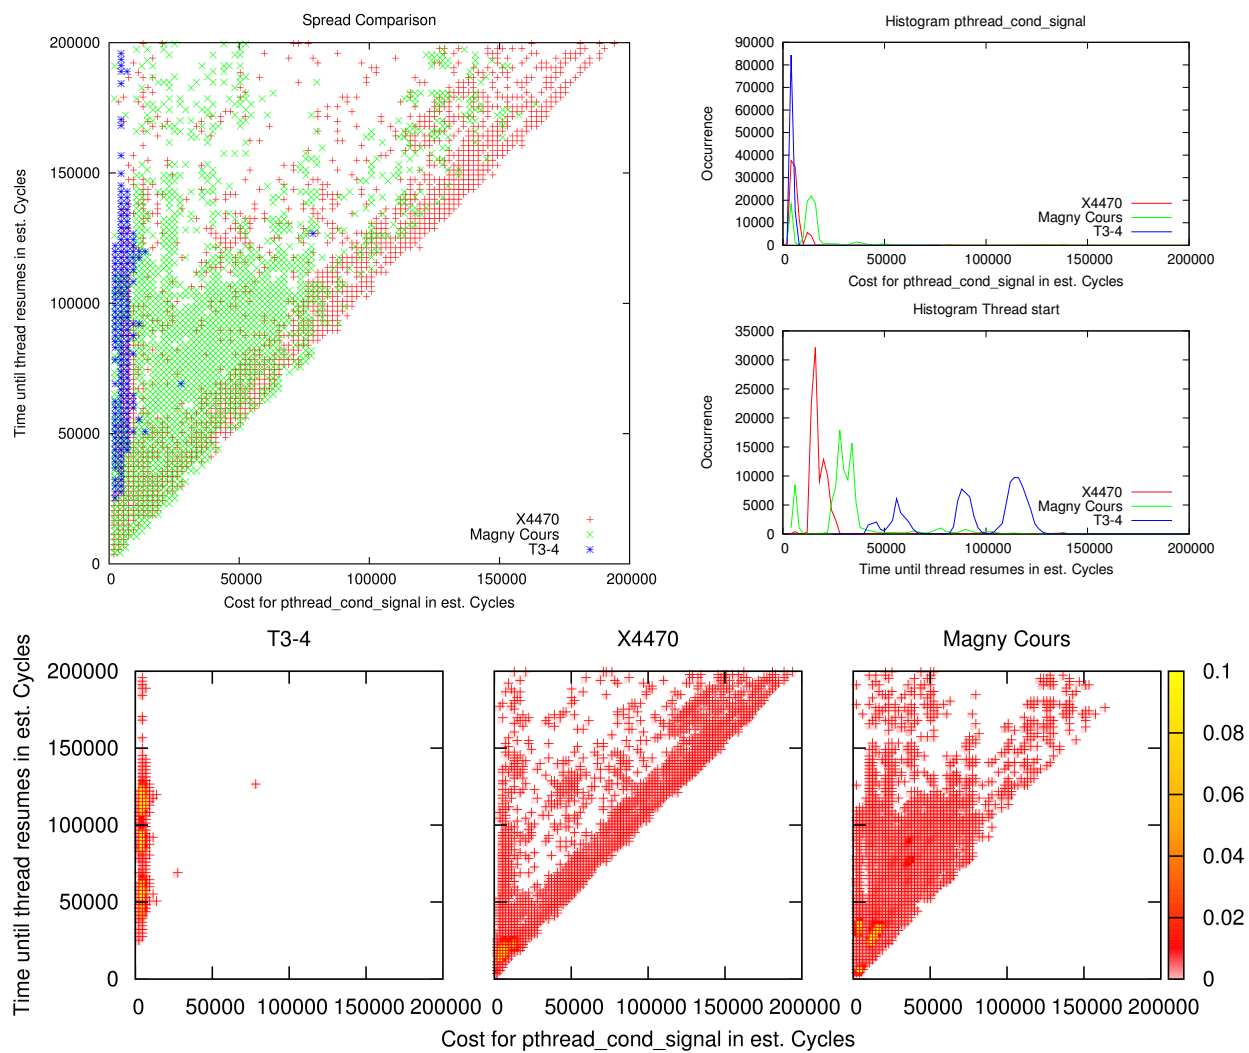 Spread Comparison
Time until thread resumes in est. Cycles
200000
150000
100000
50000
0
X4470
Magny Cours
T3-4
0 50000 100000 150000 200000
Cost for pthread_cond_signal in est. Cycles
Histogram pthread_cond_signal
Occurrence
90000
80000
70000
60000
50000
40000
30000
20000
10000
0
X4470
Magny Cours
T3-4
0 50000 100000 150000 200000
Cost for pthread_cond_signal in est. Cycles
Histogram Thread start
Occurrence
35000
30000
25000
20000
15000
10000
5000
0
X4470
Magny Cours
T3-4
0 50000 100000 150000 200000
Time until thread resumes in est. Cycles
Time until thread resumes in est. Cycles
T3-4
200000
150000
100000
50000
0
0 50000 100000 150000 200000
X4470
0 50000 100000 150000 200000
Magny Cours
0 50000 100000 150000 200000
0.1
0.08
0.06
0.04
0.02
0
Cost for pthread_cond_signal in est. Cycles